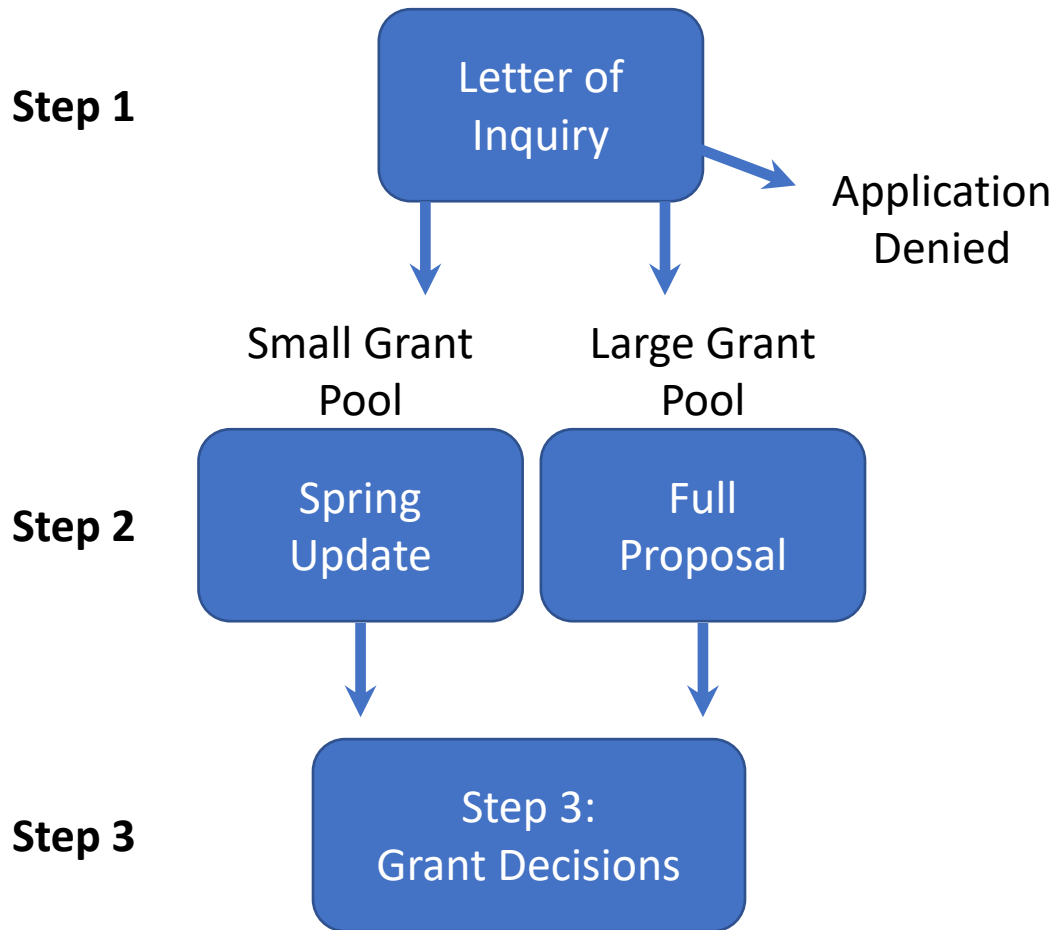 Step 1
Letter of
Inquiry
Application
Denied
Small Grant
Pool
Large Grant
Pool
Step 2
Spring
Update
Full
Proposal
Step 3
Step 3:
Grant Decisions